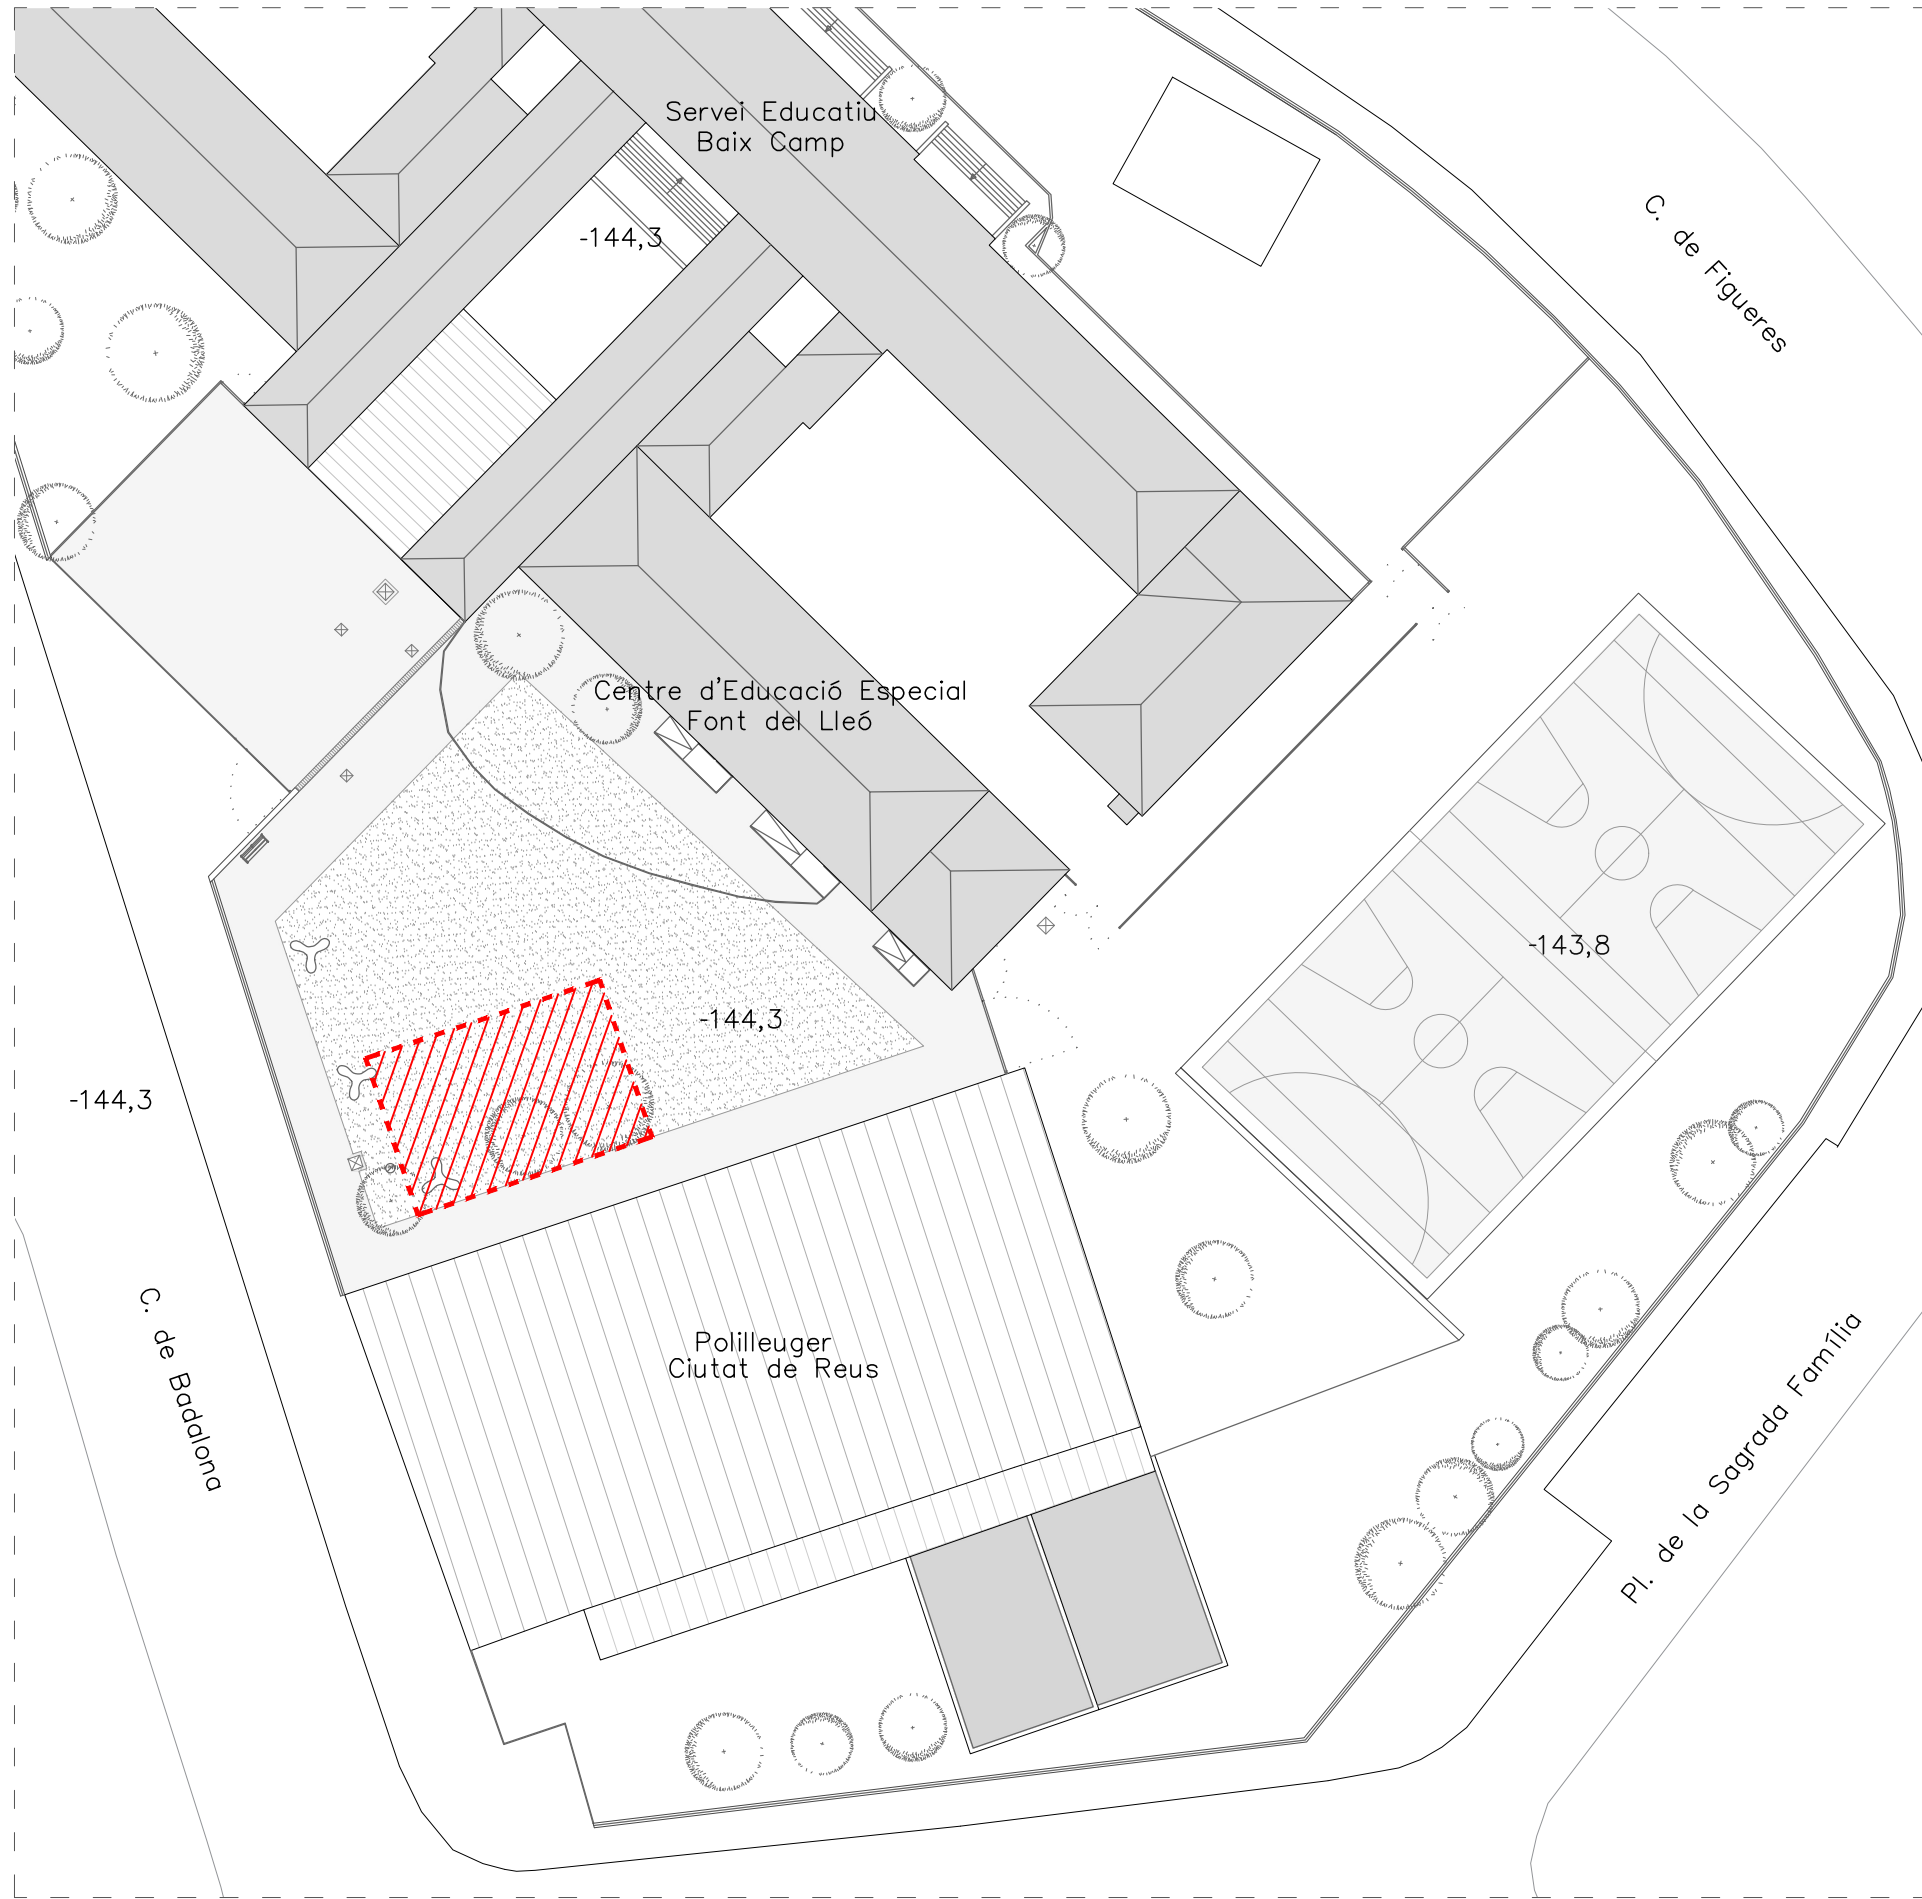 Servei Educatiu
Baix Camp
C. de Figueres
-144,3
Centre d'Educació Especial
Font del Lleó
-143,8
-144,3
-144,3
C. de Badalona
Polilleuger
Ciutat de Reus
Pl. de la Sagrada Família